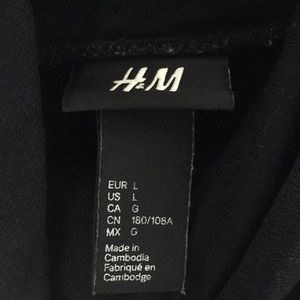 H&M
EUR L
US L
CA G
CN 180/108A
MX G
Made in
Cambodia
Fabriqué en
Cambodge